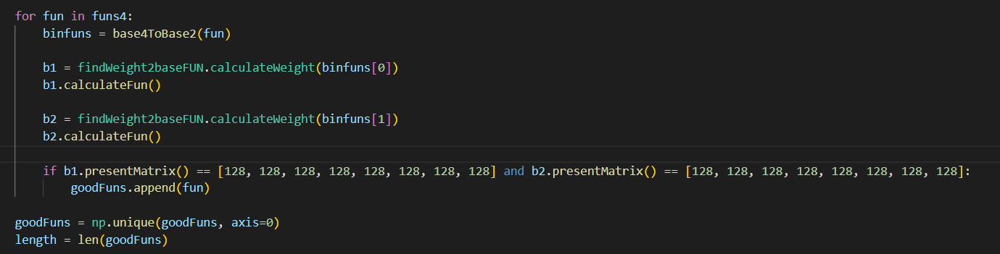 for fun in funs4:
    binfuns = base4ToBase2(fun)
    b1 = findWeight2baseFUN.calculateWeight(binfuns[0])
    b1.calculateFun()
    b2 = findWeight2baseFUN.calculateWeight(binfuns[1])
    b2.calculateFun()
    if b1.presentMatrix() == [128, 128, 128, 128, 128, 128, 128, 128] and b2.presentMatrix() == [128, 128, 128, 128, 128, 128, 128, 128]:
        goodFuns.append(fun)
goodFuns = np.unique(goodFuns, axis=0)
length = len(goodFuns)